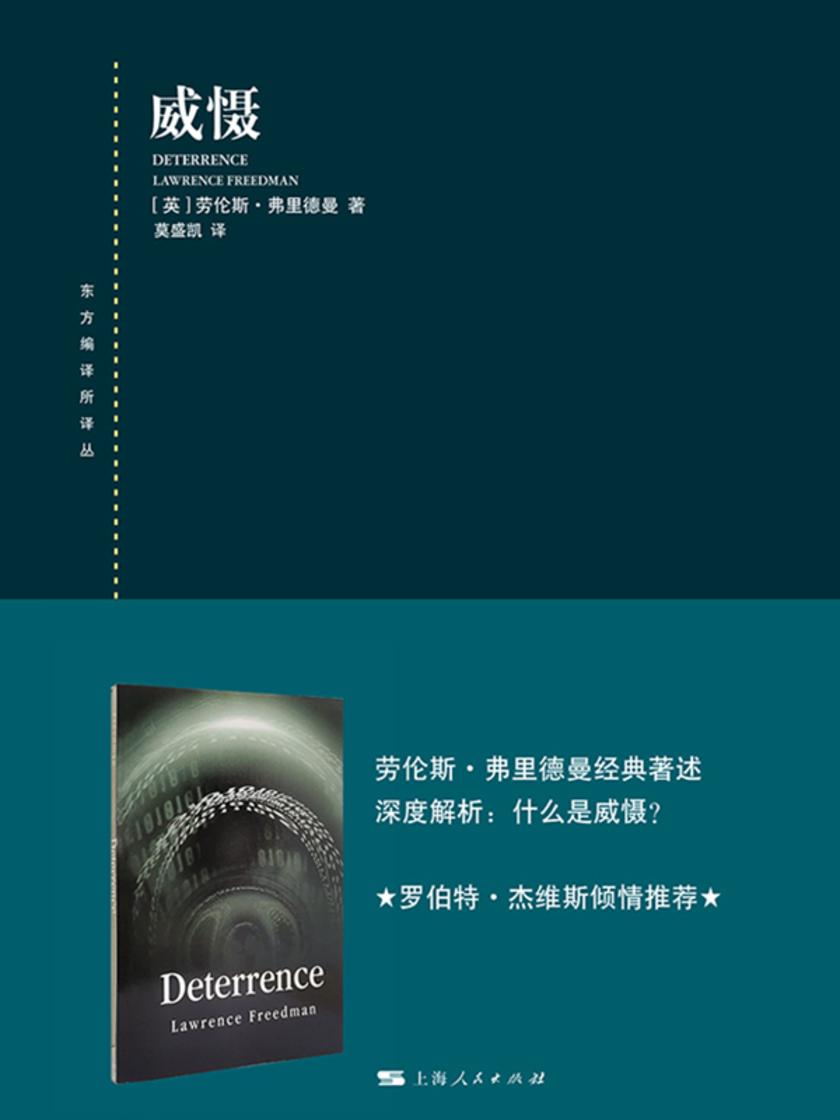 威慑
DETERRENCE
LAWRENCE FREEDMAN
[英]劳伦斯·弗里德曼 著
莫盛凯 译
东方编译所译丛
劳伦斯·弗里德曼经典著述
深度解析：什么是威慑？
★罗伯特·杰维斯倾情推荐★
Deterrence
Deterrence
Lawrence Freedman
上海人民出版社